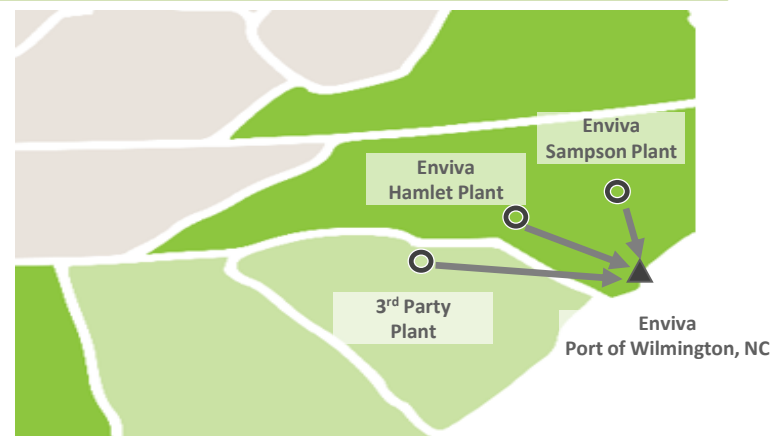 Enviva
Sampson Plant
Enviva
Hamlet Plant
3rd Party
Plant
Enviva
Port of Wilmington, NC